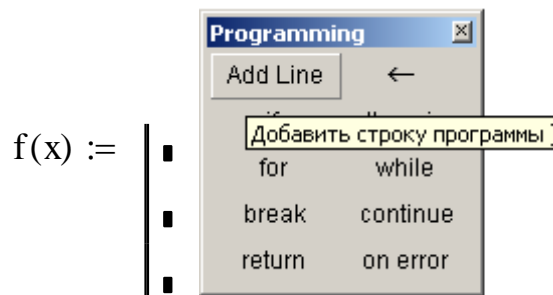 Programming
Add Line ←
Добавить строку программы ]
f(x) :=
for while
break continue
return on error